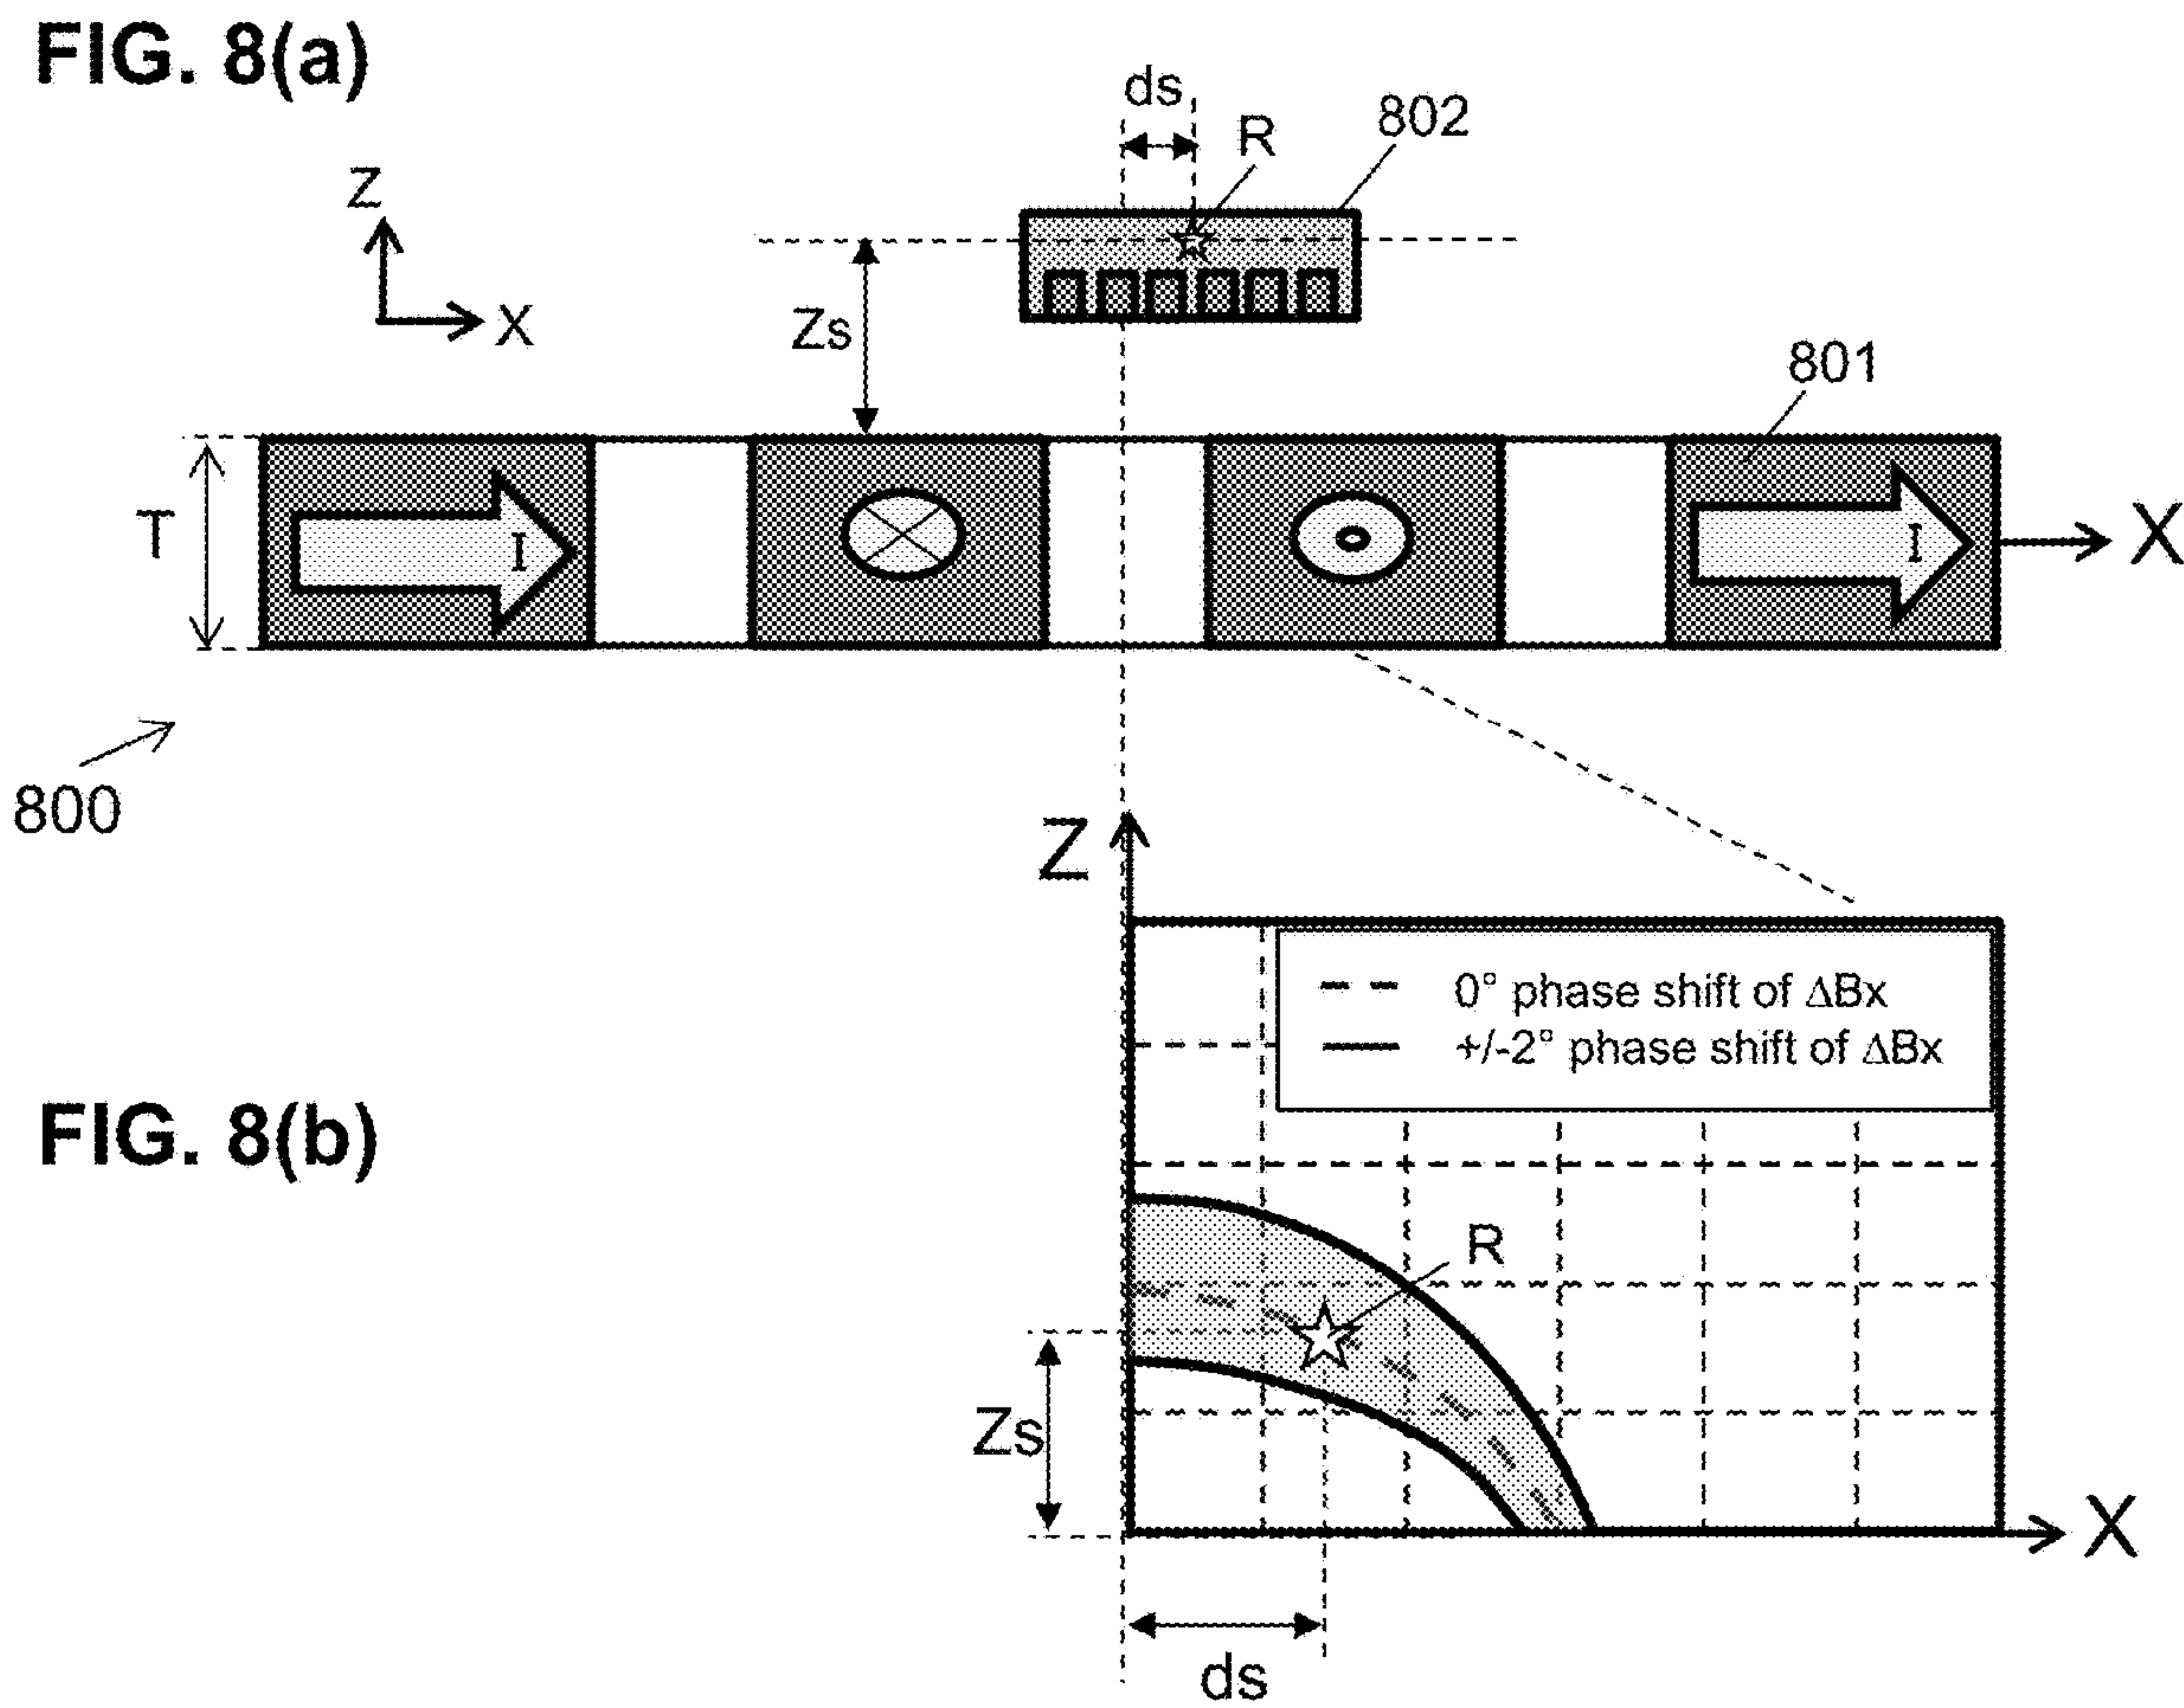 FIG. 8(a)
ds
R
802
Z
X
Zs
801
T
I
I
X
800
Z
0° phase shift of ΔBx
+/-2° phase shift of ΔBx
FIG. 8(b)
R
Zs
X
ds